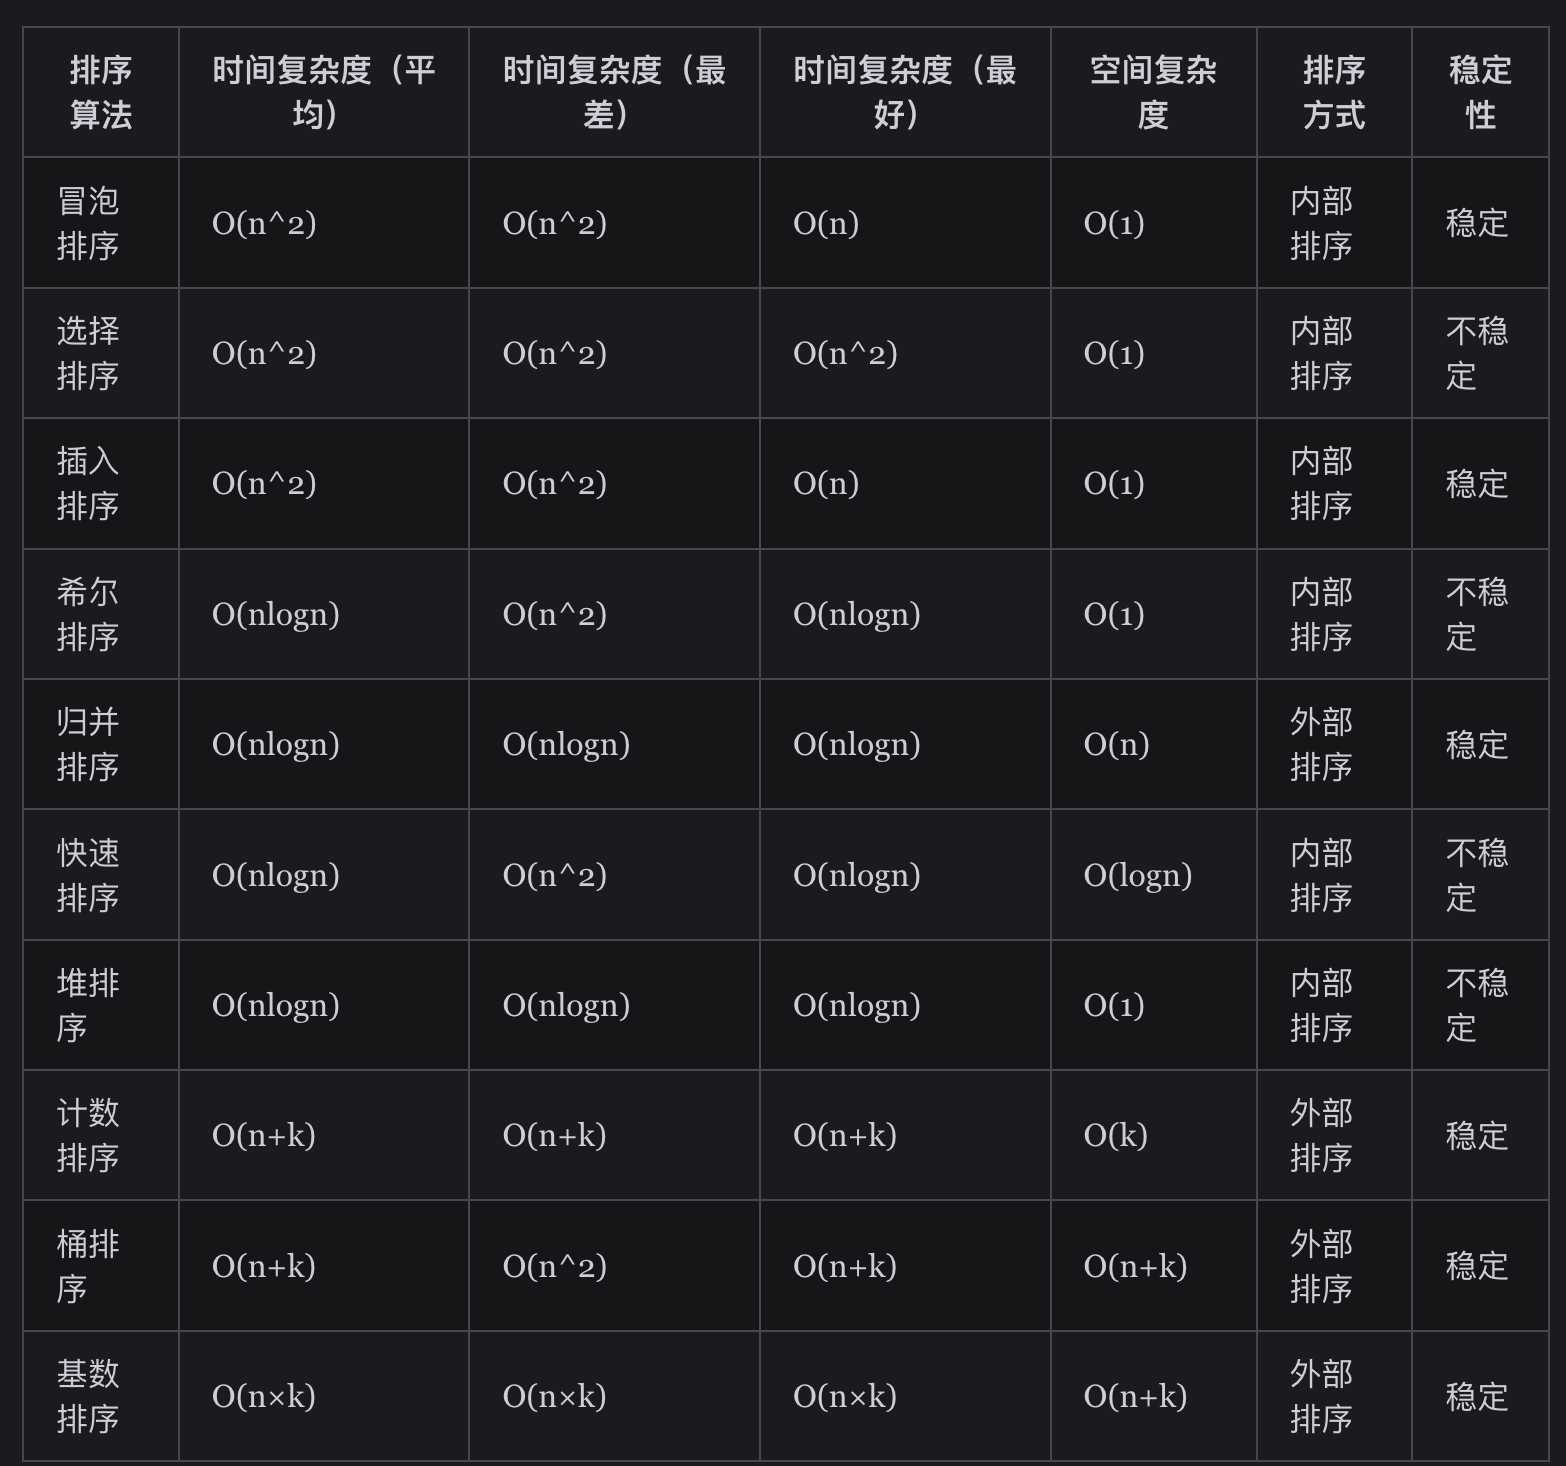 排序算法 时间复杂度（平均） 时间复杂度（最差） 时间复杂度（最好） 空间复杂度 排序方式 稳定性
冒泡排序 O(n^2) O(n^2) O(n) O(1) 内部排序 稳定
选择排序 O(n^2) O(n^2) O(n^2) O(1) 内部排序 不稳定
插入排序 O(n^2) O(n^2) O(n) O(1) 内部排序 稳定
希尔排序 O(nlogn) O(n^2) O(nlogn) O(1) 内部排序 不稳定
归并排序 O(nlogn) O(nlogn) O(nlogn) O(n) 外部排序 稳定
快速排序 O(nlogn) O(n^2) O(nlogn) O(logn) 内部排序 不稳定
堆排序 O(nlogn) O(nlogn) O(nlogn) O(1) 内部排序 不稳定
计数排序 O(n+k) O(n+k) O(n+k) O(k) 外部排序 稳定
桶排序 O(n+k) O(n^2) O(n+k) O(n+k) 外部排序 稳定
基数排序 O(n×k) O(n×k) O(n×k) O(n+k) 外部排序 稳定